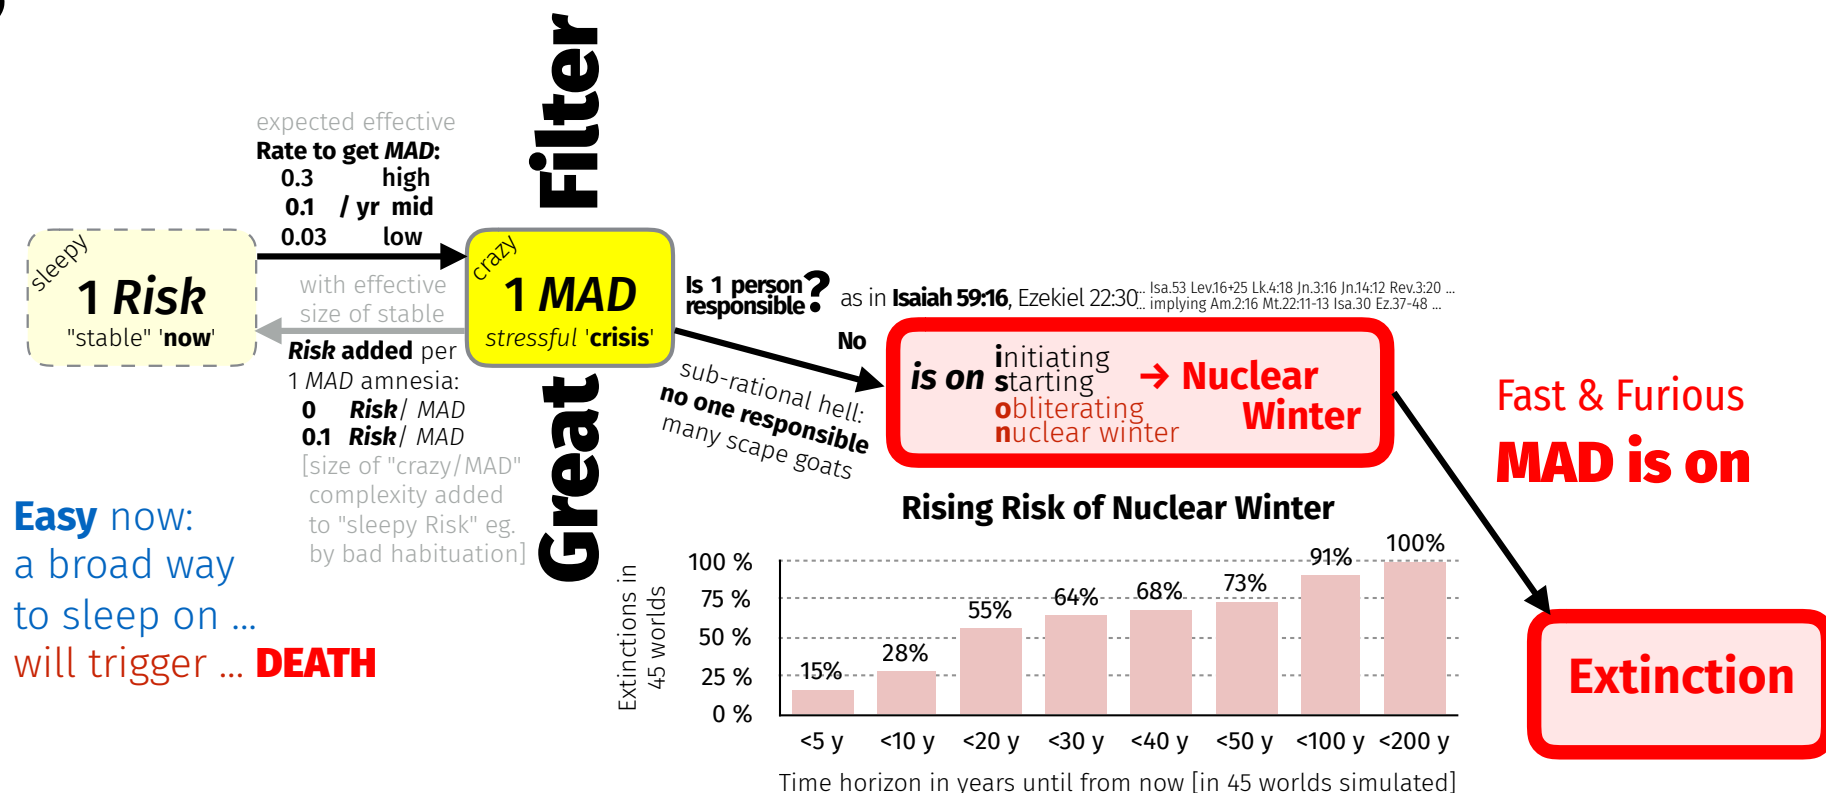 Great Filter
expected effective
Rate to get MAD:
0.3 high
0.1 / yr mid
0.03 low
sleepy
1 Risk
"stable" 'now'
with effective
size of stable
Risk added per
1 MAD amnesia:
0 Risk/ MAD
0.1 Risk/ MAD
[size of "crazy/MAD"
complexity added
to "sleepy Risk" eg.
by bad habituation]
crazy
1 MAD
stressful 'crisis'
Is 1 person
responsible?
as in Isaiah 59:16, Ezekiel 22:30
... Isa.53 Lev.16+25 Lk.4:18 Jn.3:16 Jn.14:12 Rev.3:20 ...
... implying Am.2:16 Mt.22:11-13 Isa.30 Ez.37-48 ...
No
sub-rational hell:
no one responsible
many scape goats
is on
initiating
starting
obliterating
nuclear winter
→ Nuclear
Winter
Fast & Furious
MAD is on
Extinction
Easy now:
a broad way
to sleep on ...
will trigger ... DEATH
Rising Risk of Nuclear Winter
Extinctions in
45 worlds
100 %
75 %
50 %
25 %
0 %
15%
28%
55%
64%
68%
73%
91%
100%
<5 y <10 y <20 y <30 y <40 y <50 y <100 y <200 y
Time horizon in years until from now [in 45 worlds simulated]